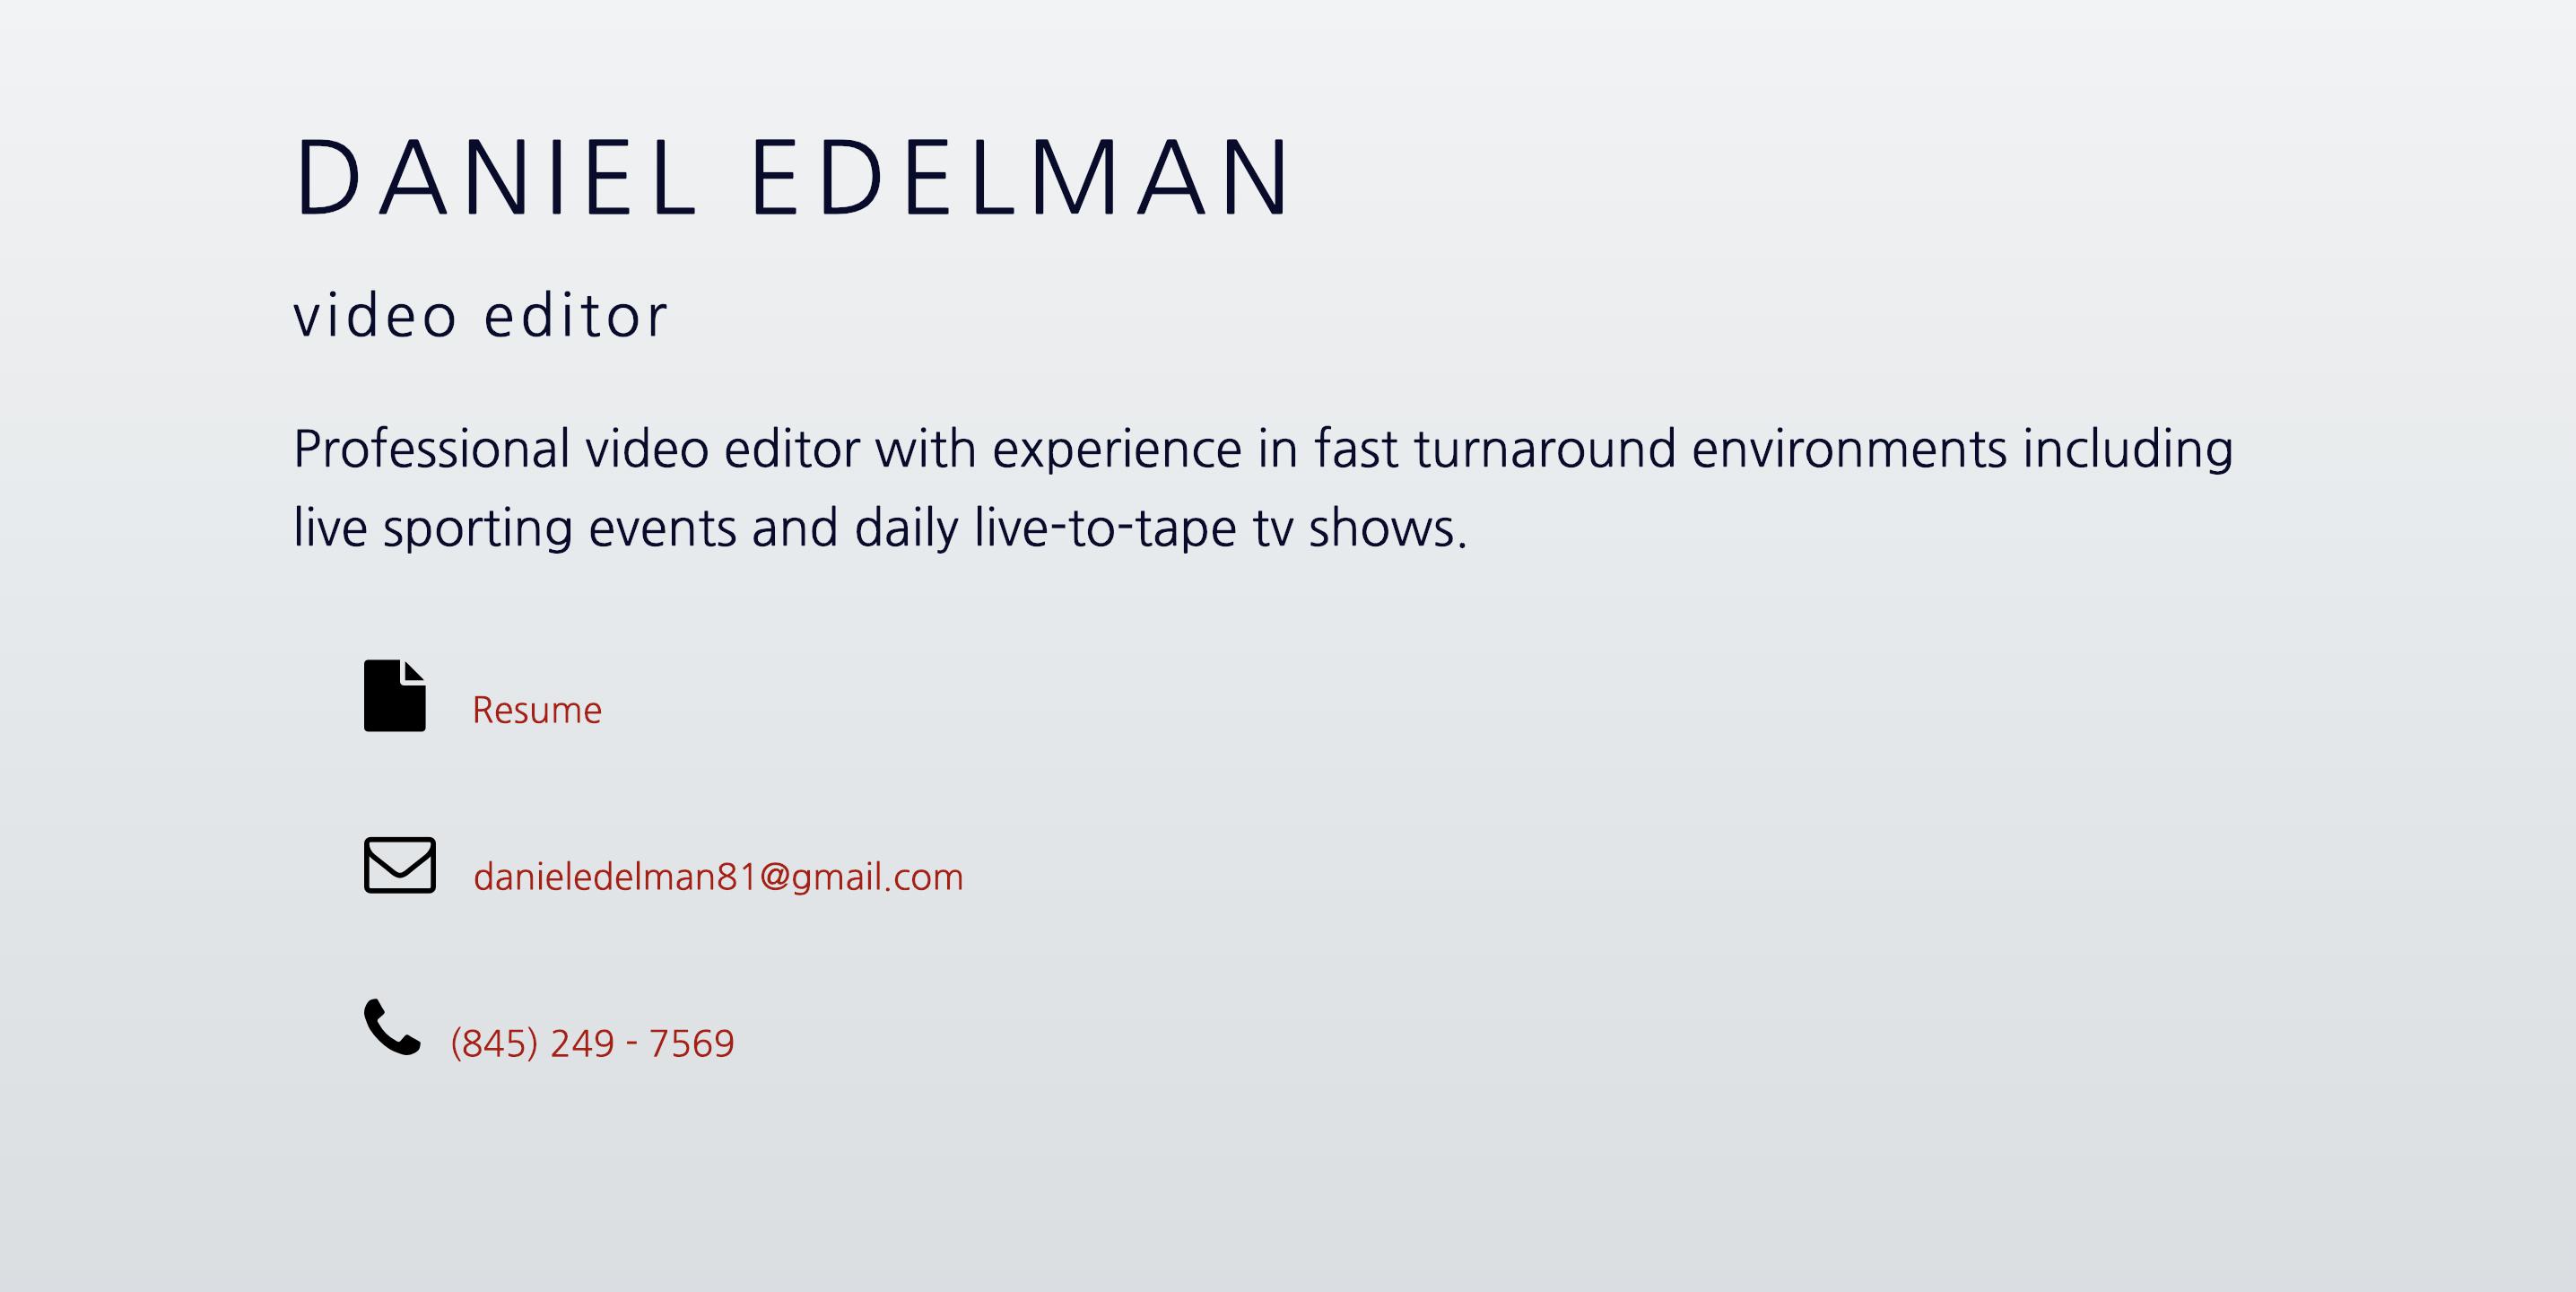 DANIEL EDELMAN
video editor
Professional video editor with experience in fast turnaround environments including
live sporting events and daily live-to-tape tv shows.
Resume
danieledelman81@gmail.com
(845) 249 - 7569